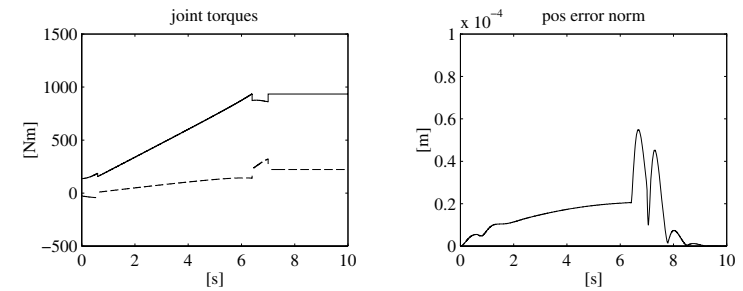 joint torques
1500
1000
500
0
−500
[Nm]
0 2 4 6 8 10
[s]
pos error norm
x 10⁻⁴
1
0.8
0.6
0.4
0.2
0
[m]
0 2 4 6 8 10
[s]